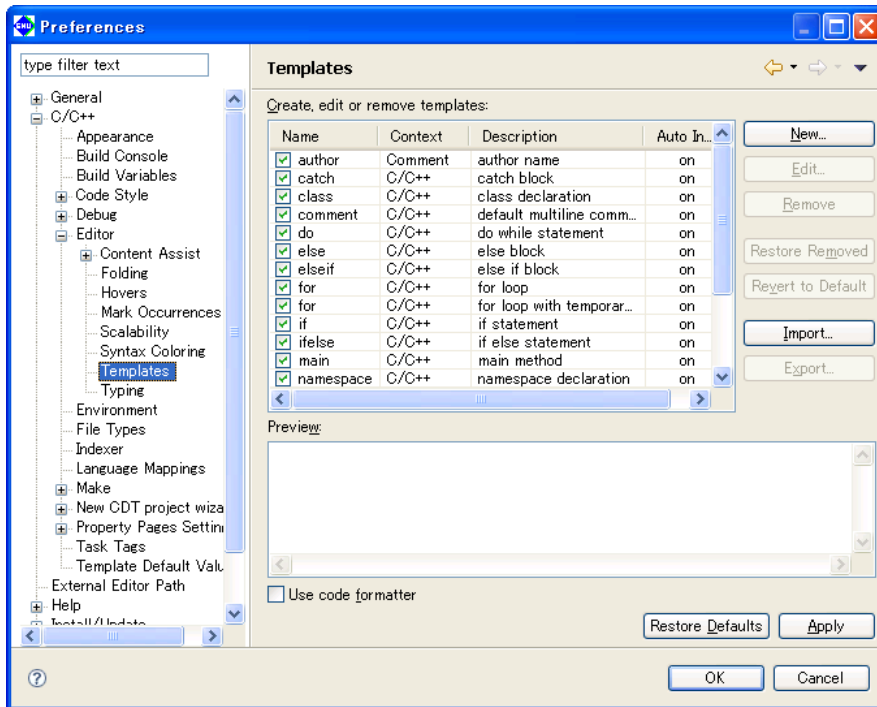 GNU Preferences
type filter text
General
C/C++
Appearance
Build Console
Build Variables
Code Style
Debug
Editor
Content Assist
Folding
Hovers
Mark Occurrences
Scalability
Syntax Coloring
Templates
Typing
Environment
File Types
Indexer
Language Mappings
Make
New CDT project wiza
Property Pages Settin
Task Tags
Template Default Valu
External Editor Path
Help
Install/Update
Templates
Create, edit or remove templates:
Name Context Description Auto In...
author Comment author name on
catch C/C++ catch block on
class C/C++ class declaration on
comment C/C++ default multiline comm... on
do C/C++ do while statement on
else C/C++ else block on
elseif C/C++ else if block on
for C/C++ for loop on
for C/C++ for loop with temporar... on
if C/C++ if statement on
ifelse C/C++ if else statement on
main C/C++ main method on
namespace C/C++ namespace declaration on
New...
Edit...
Remove
Restore Removed
Revert to Default
Import...
Export...
Preview:
Use code formatter
Restore Defaults Apply
? OK Cancel